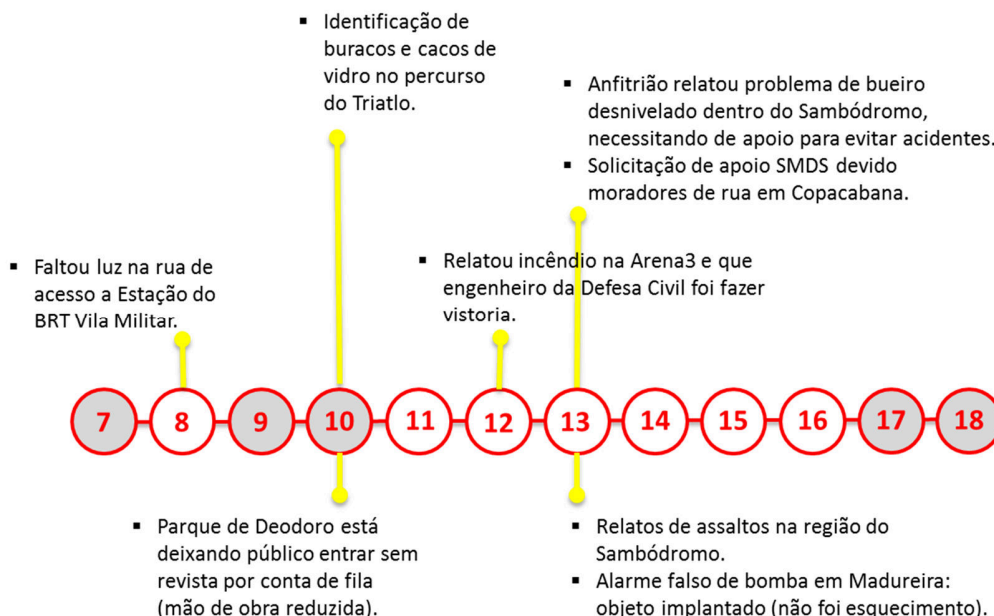 ▪ Identificação de
buracos e cacos de
vidro no percurso
do Triatlo.
▪ Anfitrião relatou problema de bueiro
desnivelado dentro do Sambódromo,
necessitando de apoio para evitar acidentes.
▪ Solicitação de apoio SMDS devido
moradores de rua em Copacabana.
▪ Faltou luz na rua de
acesso a Estação do
BRT Vila Militar.
▪ Relatou incêndio na Arena3 e que
engenheiro da Defesa Civil foi fazer
vistoria.
7 8 9 10 11 12 13 14 15 16 17 18
▪ Parque de Deodoro está
deixando público entrar sem
revista por conta de fila
(mão de obra reduzida).
▪ Relatos de assaltos na região do
Sambódromo.
▪ Alarme falso de bomba em Madureira:
objeto implantado (não foi esquecimento).